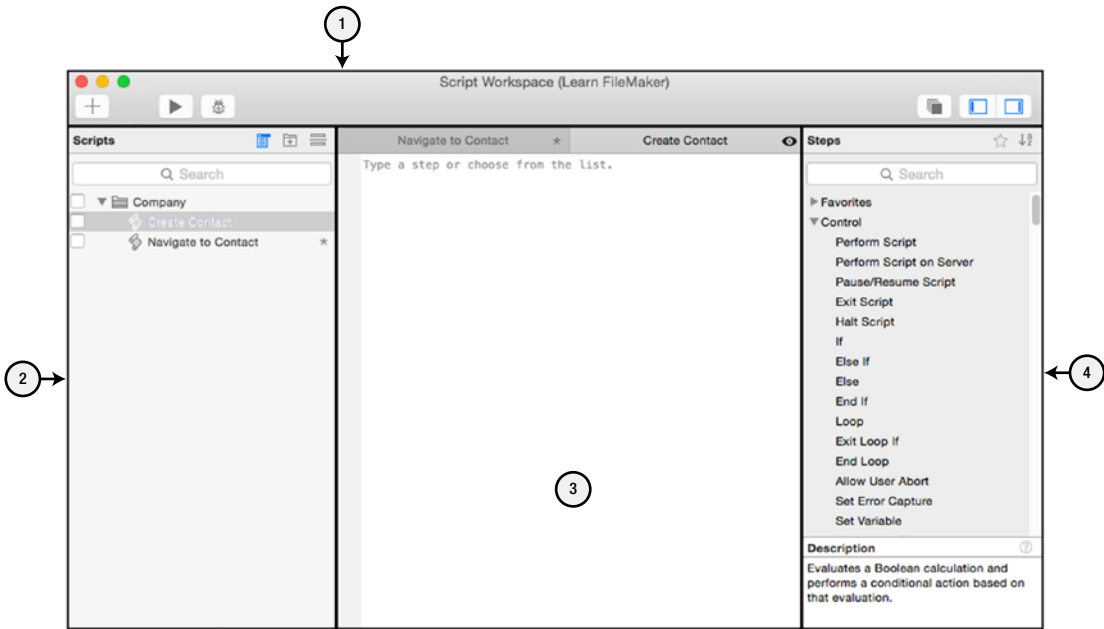 1
Script Workspace (Learn FileMaker)
Scripts
Search
Company
Create Contact
Navigate to Contact *
2
Navigate to Contact *
Create Contact
Type a step or choose from the list.
3
Steps
Search
Favorites
Control
Perform Script
Perform Script on Server
Pause/Resume Script
Exit Script
Halt Script
If
Else If
Else
End If
Loop
Exit Loop If
End Loop
Allow User Abort
Set Error Capture
Set Variable
Description ?
Evaluates a Boolean calculation and
performs a conditional action based on
that evaluation.
4